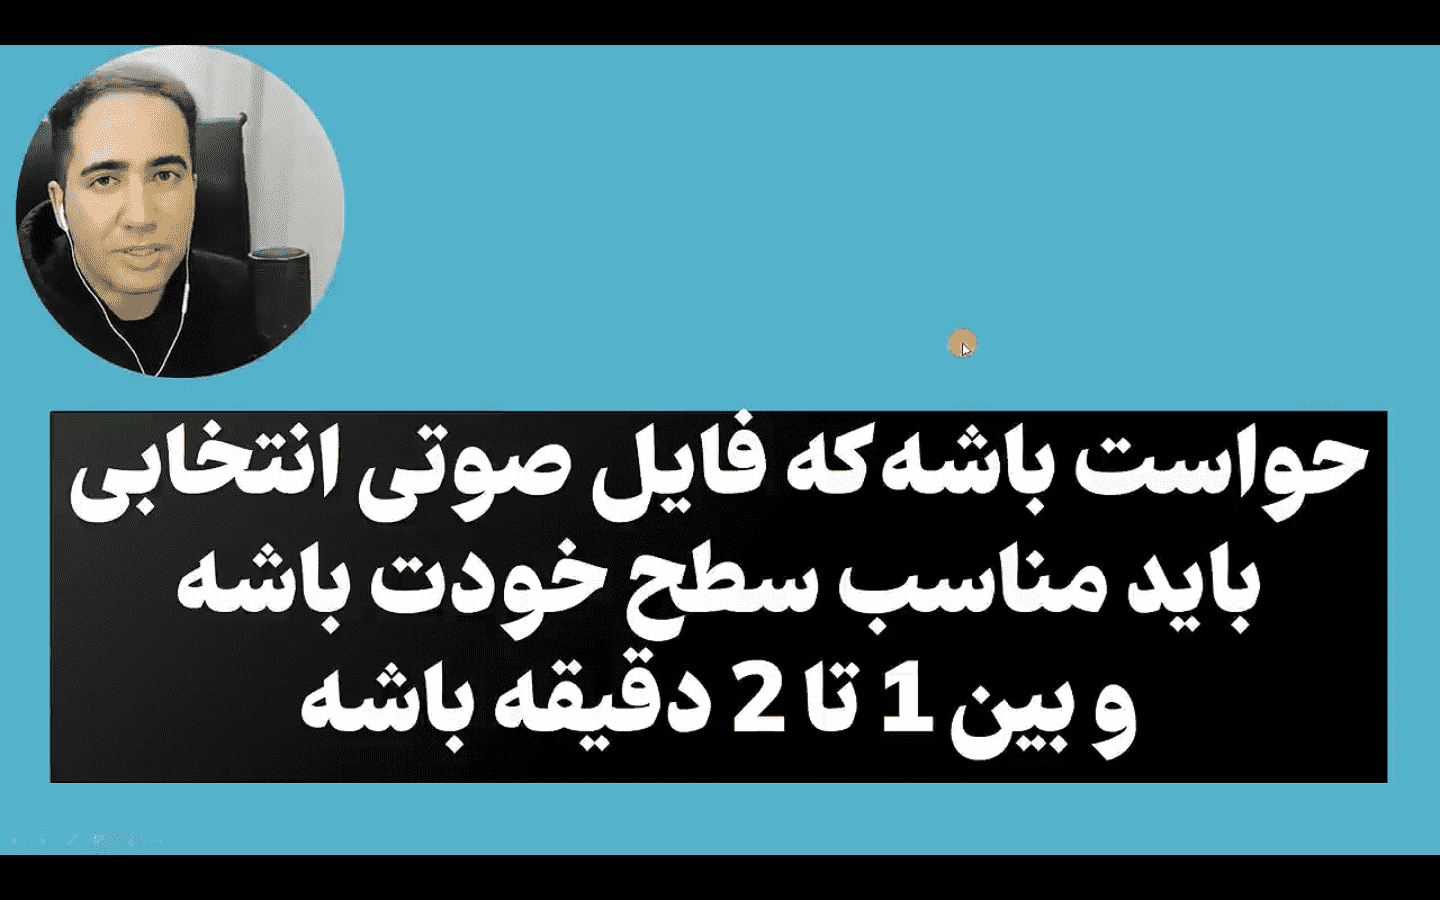 حواست باشه که فایل صوتی انتخابی
باید مناسب سطح خودت باشه
و بین 1 تا 2 دقیقه باشه